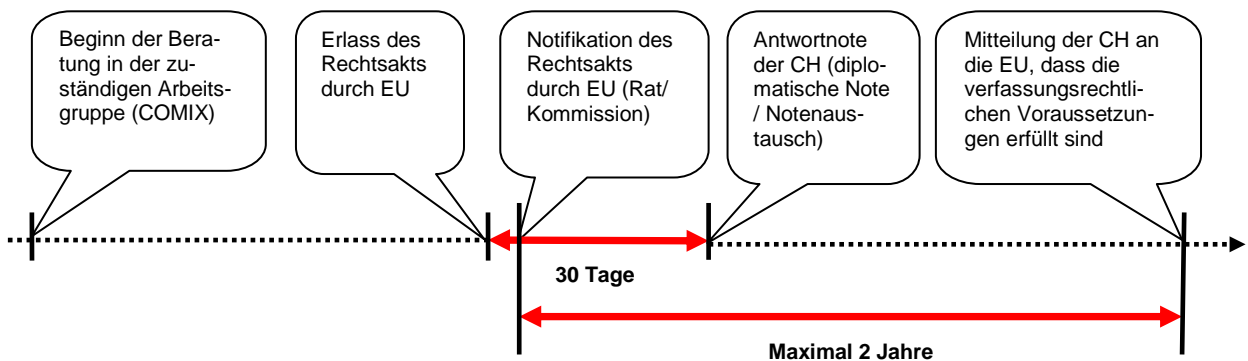 Beginn der Bera-
tung in der zu-
ständigen Arbeits-
gruppe (COMIX)
Erlass des
Rechtsakts
durch EU
Notifikation des
Rechtsakts
durch EU (Rat/
Kommission)
Antwortnote
der CH (diplo-
matische Note
/ Notenaus-
tausch)
Mitteilung der CH an
die EU, dass die
verfassungsrechtli-
chen Voraussetzun-
gen erfüllt sind
30 Tage
Maximal 2 Jahre